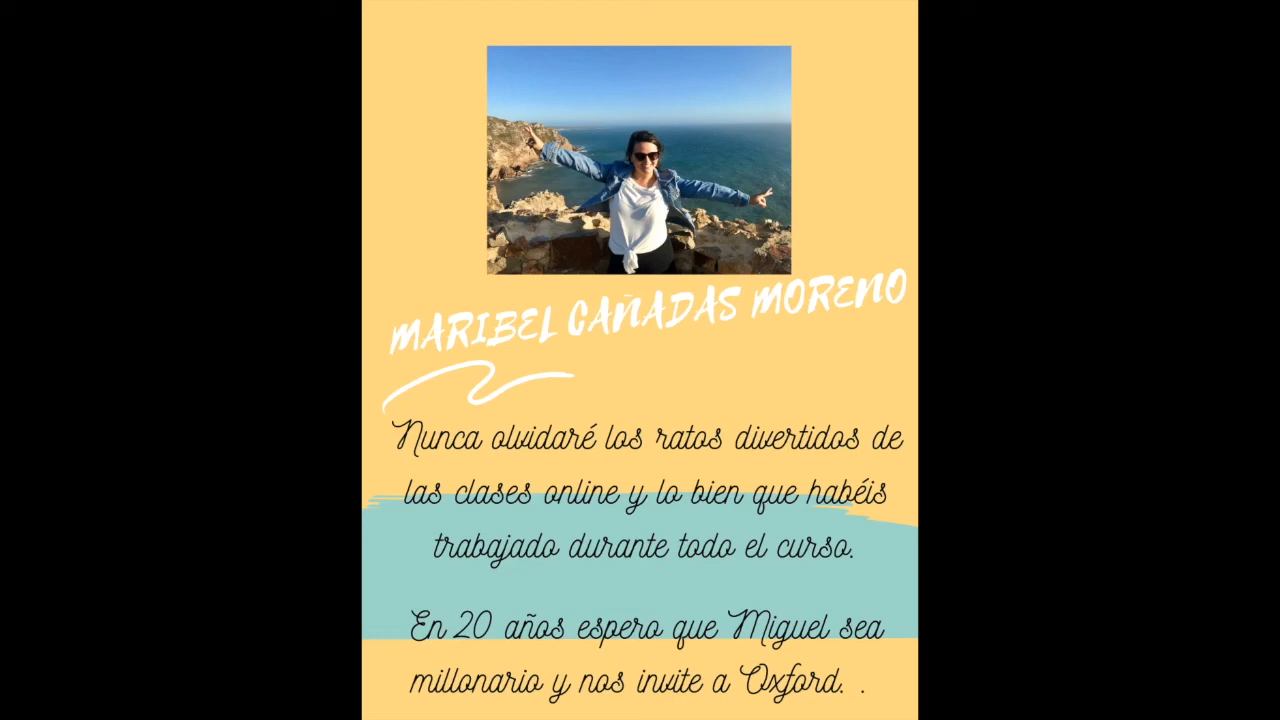 MARIBEL CAÑADAS MORENO
Nunca olvidaré los ratos divertidos de
las clases online y lo bien que habéis
trabajado durante todo el curso.
En 20 años espero que Miguel sea
millonario y nos invite a Oxford. .